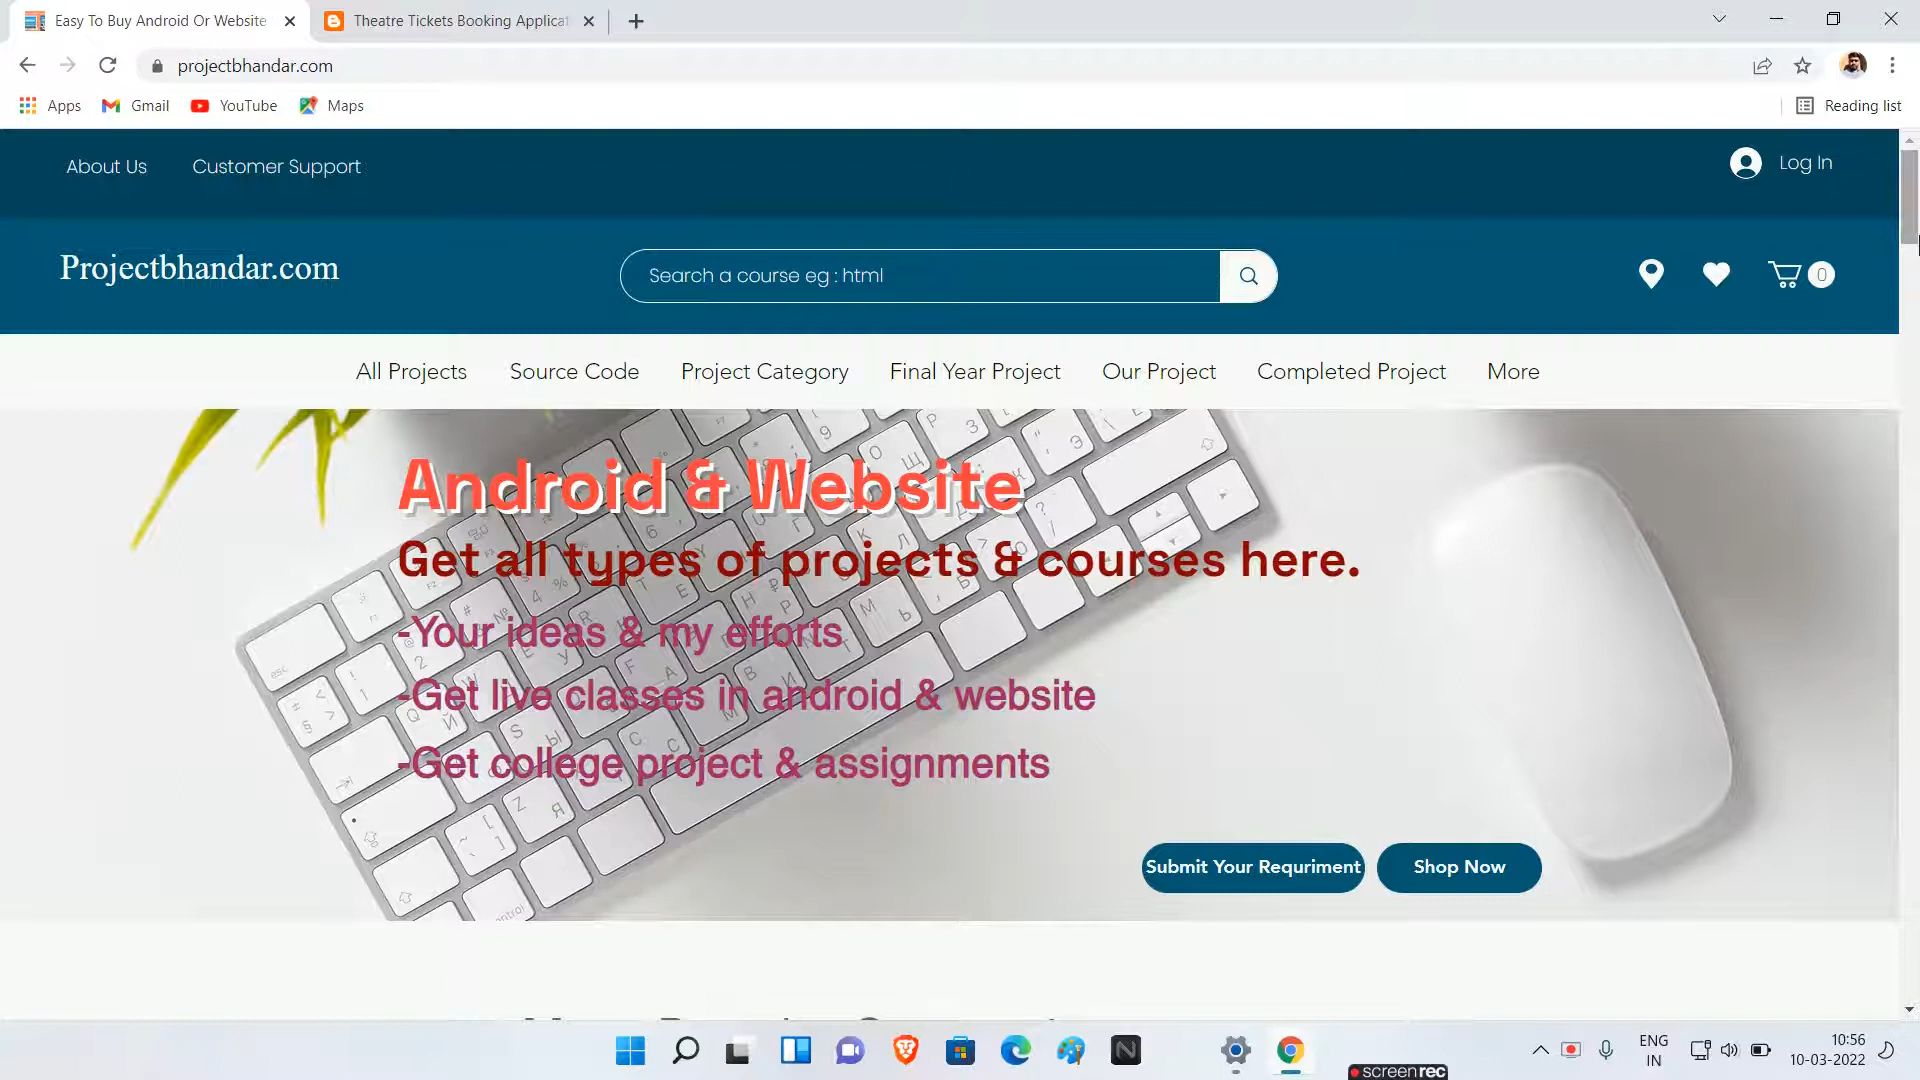 Easy To Buy Android Or Website
Theatre Tickets Booking Applica
projectbhandar.com
Apps
Gmail
YouTube
Maps
Reading list
About Us
Customer Support
Log In
Projectbhandar.com
Search a course eg : html
0
All Projects
Source Code
Project Category
Final Year Project
Our Project
Completed Project
More
Android & Website
Get all types of projects & courses here.
-Your ideas & my efforts
-Get live classes in android & website
-Get college project & assignments
Submit Your Requriment
Shop Now
ENG
IN
10:56
10-03-2022
screenrec